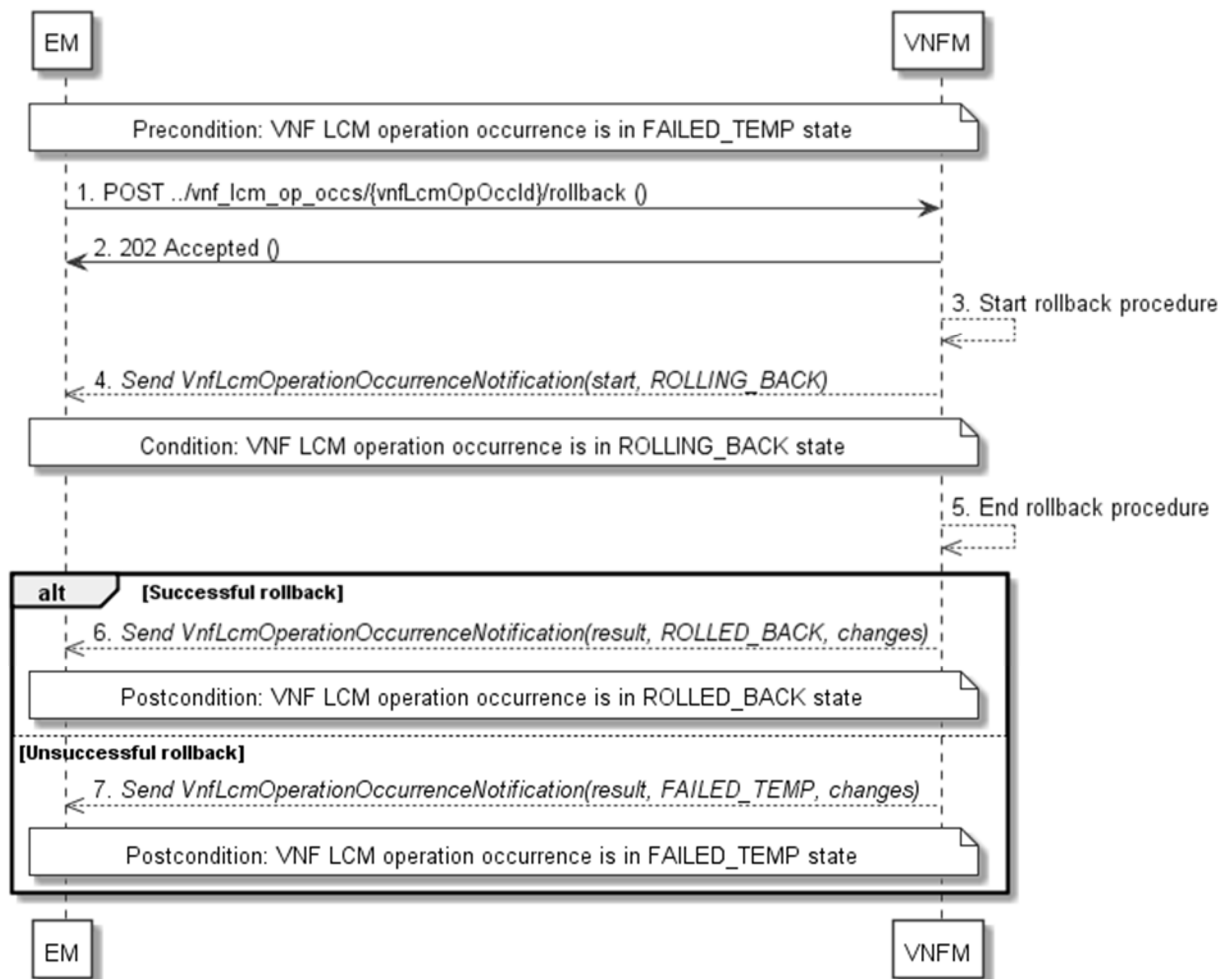 EM
VNFM
Precondition: VNF LCM operation occurrence is in FAILED_TEMP state
1. POST ../vnf_lcm_op_occs/{vnfLcmOpOccId}/rollback ()
2. 202 Accepted ()
3. Start rollback procedure
4. Send VnfLcmOperationOccurrenceNotification(start, ROLLING_BACK)
Condition: VNF LCM operation occurrence is in ROLLING_BACK state
5. End rollback procedure
alt
[Successful rollback]
6. Send VnfLcmOperationOccurrenceNotification(result, ROLLED_BACK, changes)
Postcondition: VNF LCM operation occurrence is in ROLLED_BACK state
[Unsuccessful rollback]
7. Send VnfLcmOperationOccurrenceNotification(result, FAILED_TEMP, changes)
Postcondition: VNF LCM operation occurrence is in FAILED_TEMP state
EM
VNFM